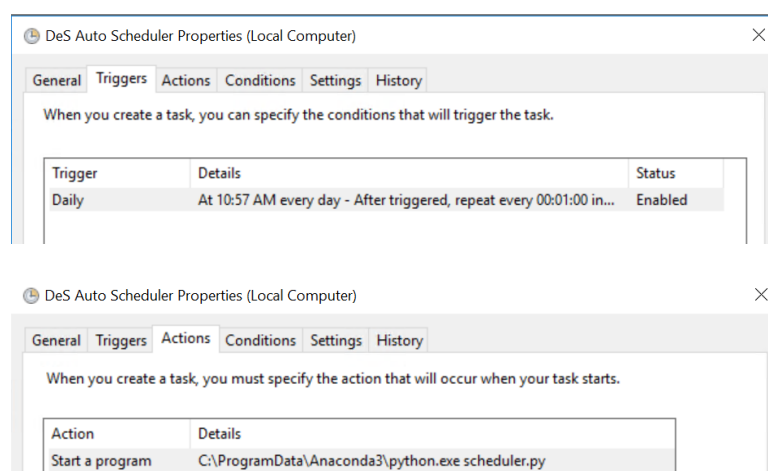 DeS Auto Scheduler Properties (Local Computer)
General Triggers Actions Conditions Settings History
When you create a task, you can specify the conditions that will trigger the task.
Trigger Details Status
Daily At 10:57 AM every day - After triggered, repeat every 00:01:00 in... Enabled
DeS Auto Scheduler Properties (Local Computer)
General Triggers Actions Conditions Settings History
When you create a task, you must specify the action that will occur when your task starts.
Action Details
Start a program C:\ProgramData\Anaconda3\python.exe scheduler.py